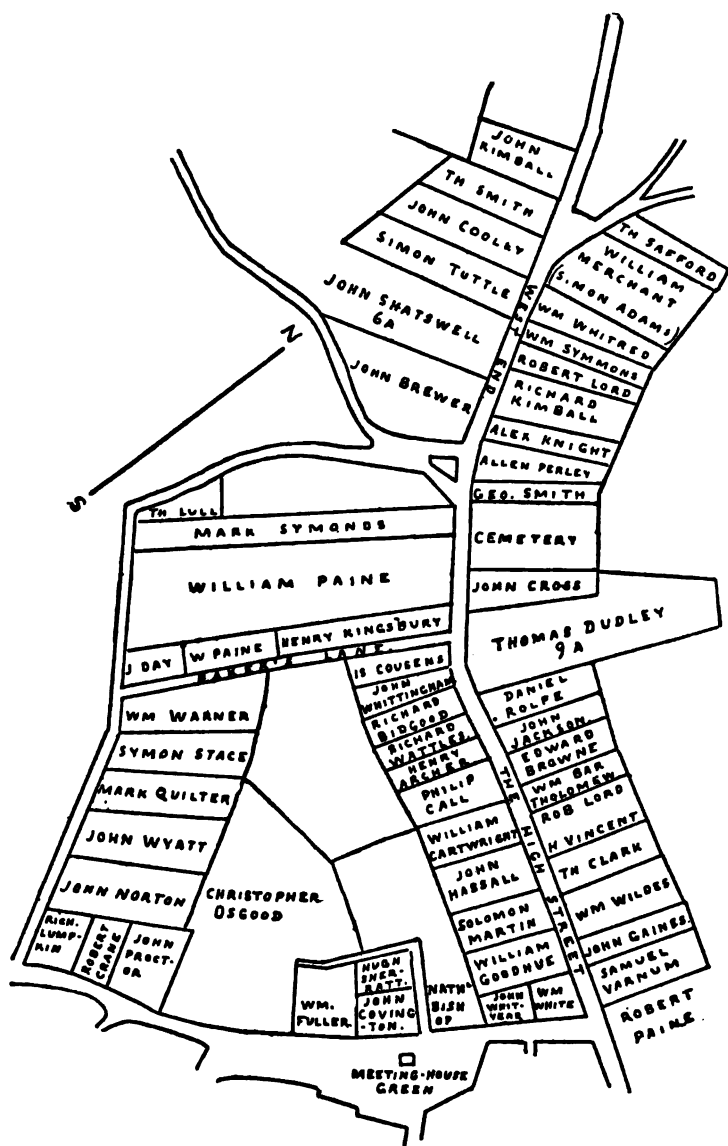 JOHN
KIMBALL
TH SMITH
JOHN COOLEY
SIMON TUTTLE
JOHN SHATSWELL
6A
JOHN BREWER
WEST END
TH SAFFORD
WILLIAM
MERCHANT
(SIMON ADAMS)
WM WHITRED
WM SYMMONS
ROBERT LORD
RICHARD
KIMBALL
ALEX KNIGHT
ALLEN PERLEY
GEO. SMITH
CEMETERY
JOHN CROSS
THOMAS DUDLEY
9A
N
S
TH LULL
MARK SYMONDS
WILLIAM PAINE
J DAY
W PAINE
HENRY KINGSBURY
LANE.
WM WARNER
SYMON STACE
MARK QUILTER
JOHN WYATT
JOHN NORTON
RICH.
LUMP-
KIN
ROBERT
CRANE
JOHN
PROCT-
OR
CHRISTOPHER
OSGOOD
IS COUSENS
JOHN
WHITTINGHAM
RICHARD
BIDGOOD
RICHARD
WATTLES.
HENRY
ARCHER
PHILIP
CALL
WILLIAM
CARTWRIGHT
JOHN
HASSALL
SOLOMON
MARTIN
WILLIAM
GOODHUE
JOHN
WHIT-
YEAR
WM
WHITE
THE HIGH STREET
DANIEL
ROLFE
JOHN
JACKSON.
EDWARD
BROWNE
WM BAR
THOLOMEW
ROB LORD
H VINCENT
TH CLARK
WM WILDES
JOHN GAINES.
SAMUEL
VARNUM
ROBERT
PAINE
WM.
FULLER
HUGH
SHER-
RATT.
JOHN
COVING
TON.
NATHL
BISH
OP
MEETING-HOUSE
GREEN